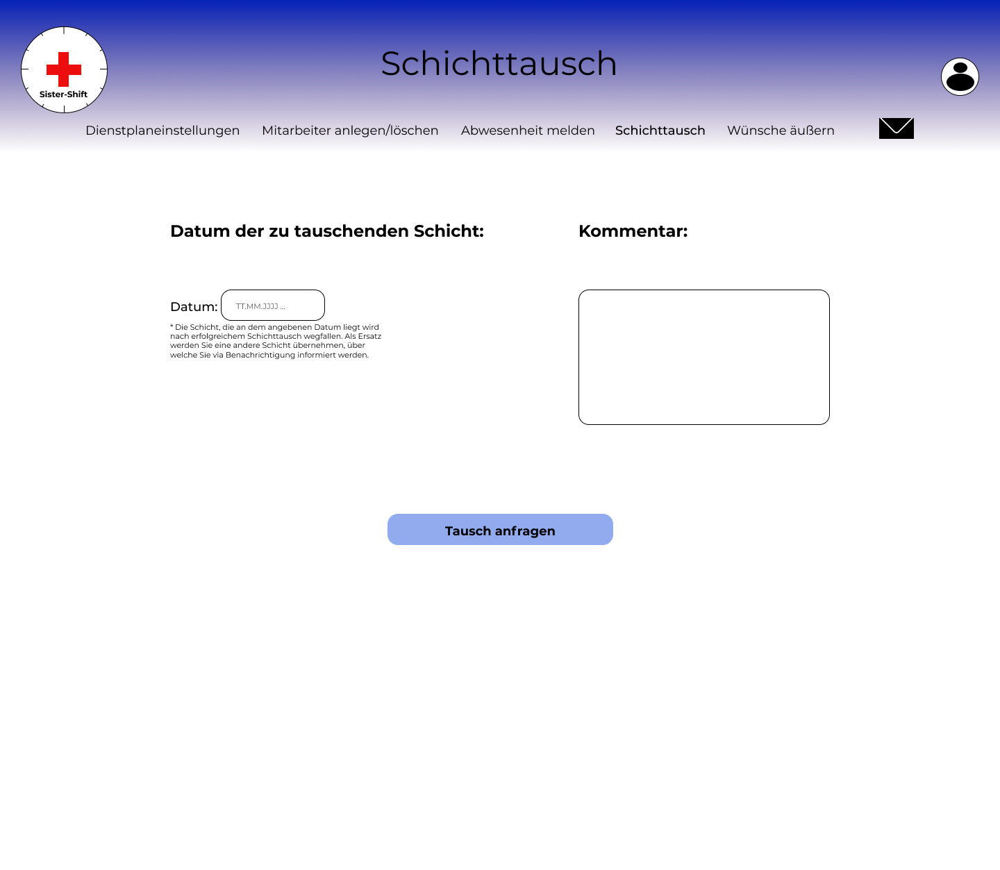 Schichttausch
Sister-Shift
Dienstplaneinstellungen Mitarbeiter anlegen/löschen Abwesenheit melden Schichttausch Wünsche äußern
Datum der zu tauschenden Schicht:
Kommentar:
Datum: TT.MM.JJJJ ...
* Die Schicht, die an dem angebenen Datum liegt wird
nach erfolgreichem Schichttausch wegfallen. Als Ersatz
werden Sie eine andere Schicht übernehmen, über
welche Sie via Benachrichtigung informiert werden.
Tausch anfragen